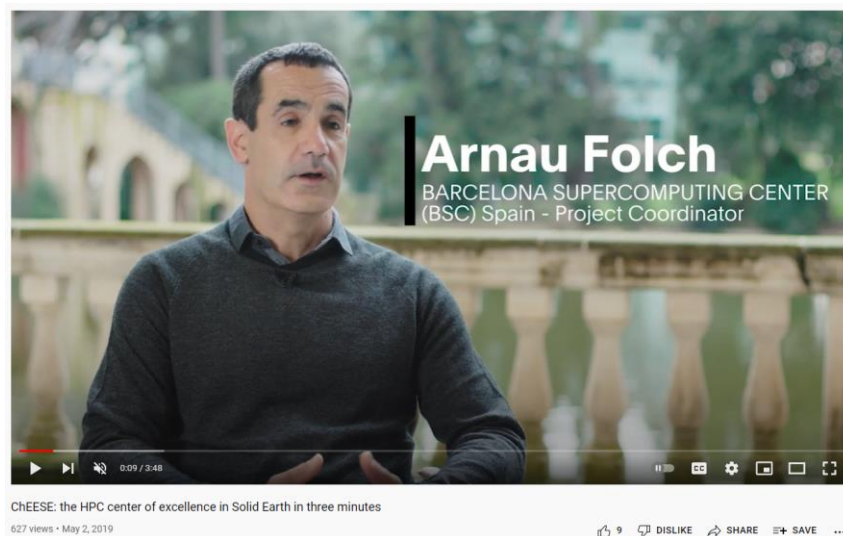 Arnau Folch
BARCELONA SUPERCOMPUTING CENTER
(BSC) Spain - Project Coordinator
0:09 / 3:48
CC
ChEESE: the HPC center of excellence in Solid Earth in three minutes
627 views • May 2, 2019
9 DISLIKE SHARE SAVE